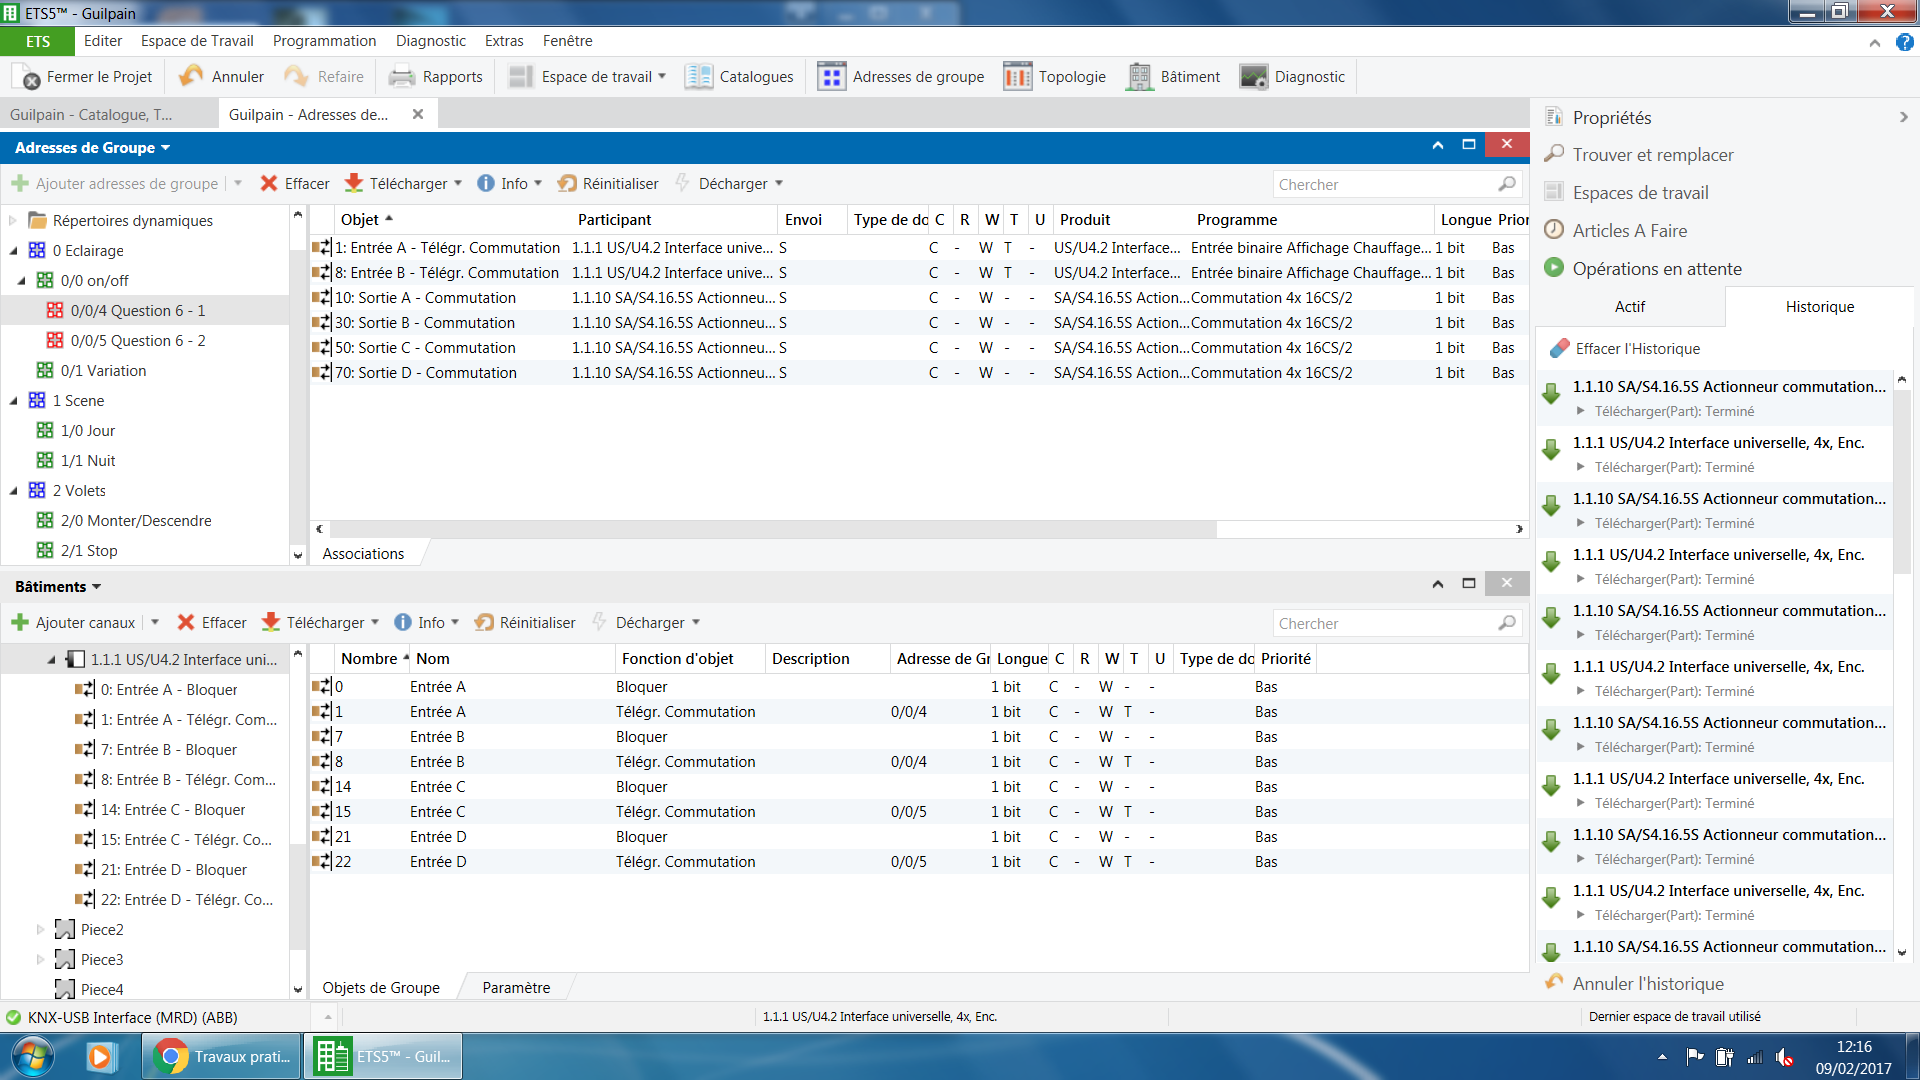 ETS5™ - Guilpain
ETS Editer Espace de Travail Programmation Diagnostic Extras Fenêtre
Fermer le Projet Annuler Refaire Rapports Espace de travail Catalogues Adresses de groupe Topologie Bâtiment Diagnostic
Guilpain - Catalogue, T... Guilpain - Adresses de...
Adresses de Groupe
Ajouter adresses de groupe Effacer Télécharger Info Réinitialiser Décharger Chercher
Répertoires dynamiques
0 Eclairage
0/0 on/off
0/0/4 Question 6 - 1
0/0/5 Question 6 - 2
0/1 Variation
1 Scene
1/0 Jour
1/1 Nuit
2 Volets
2/0 Monter/Descendre
2/1 Stop
Objet Participant Envoi Type de do C R W T U Produit Programme Longue Prior
1: Entrée A - Télégr. Commutation 1.1.1 US/U4.2 Interface unive... S C - W T - US/U4.2 Interface... Entrée binaire Affichage Chauffage... 1 bit Bas
8: Entrée B - Télégr. Commutation 1.1.1 US/U4.2 Interface unive... S C - W T - US/U4.2 Interface... Entrée binaire Affichage Chauffage... 1 bit Bas
10: Sortie A - Commutation 1.1.10 SA/S4.16.5S Actionneu... S C - W - - SA/S4.16.5S Action... Commutation 4x 16CS/2 1 bit Bas
30: Sortie B - Commutation 1.1.10 SA/S4.16.5S Actionneu... S C - W - - SA/S4.16.5S Action... Commutation 4x 16CS/2 1 bit Bas
50: Sortie C - Commutation 1.1.10 SA/S4.16.5S Actionneu... S C - W - - SA/S4.16.5S Action... Commutation 4x 16CS/2 1 bit Bas
70: Sortie D - Commutation 1.1.10 SA/S4.16.5S Actionneu... S C - W - - SA/S4.16.5S Action... Commutation 4x 16CS/2 1 bit Bas
Associations
Bâtiments
Ajouter canaux Effacer Télécharger Info Réinitialiser Décharger Chercher
1.1.1 US/U4.2 Interface uni...
0: Entrée A - Bloquer
1: Entrée A - Télégr. Com...
7: Entrée B - Bloquer
8: Entrée B - Télégr. Com...
14: Entrée C - Bloquer
15: Entrée C - Télégr. Co...
21: Entrée D - Bloquer
22: Entrée D - Télégr. Co...
Piece2
Piece3
Piece4
Nombre Nom Fonction d'objet Description Adresse de Gr Longue C R W T U Type de do Priorité
0 Entrée A Bloquer 1 bit C - W - - Bas
1 Entrée A Télégr. Commutation 0/0/4 1 bit C - W T - Bas
7 Entrée B Bloquer 1 bit C - W - - Bas
8 Entrée B Télégr. Commutation 0/0/4 1 bit C - W T - Bas
14 Entrée C Bloquer 1 bit C - W - - Bas
15 Entrée C Télégr. Commutation 0/0/5 1 bit C - W T - Bas
21 Entrée D Bloquer 1 bit C - W - - Bas
22 Entrée D Télégr. Commutation 0/0/5 1 bit C - W T - Bas
Objets de Groupe Paramètre
Propriétés
Trouver et remplacer
Espaces de travail
Articles A Faire
Opérations en attente
Actif Historique
Effacer l'Historique
1.1.10 SA/S4.16.5S Actionneur commutation...
Télécharger(Part): Terminé
1.1.1 US/U4.2 Interface universelle, 4x, Enc.
Télécharger(Part): Terminé
1.1.10 SA/S4.16.5S Actionneur commutation...
Télécharger(Part): Terminé
1.1.1 US/U4.2 Interface universelle, 4x, Enc.
Télécharger(Part): Terminé
1.1.10 SA/S4.16.5S Actionneur commutation...
Télécharger(Part): Terminé
1.1.1 US/U4.2 Interface universelle, 4x, Enc.
Télécharger(Part): Terminé
1.1.10 SA/S4.16.5S Actionneur commutation...
Télécharger(Part): Terminé
1.1.1 US/U4.2 Interface universelle, 4x, Enc.
Télécharger(Part): Terminé
1.1.10 SA/S4.16.5S Actionneur commutation...
Télécharger(Part): Terminé
1.1.1 US/U4.2 Interface universelle, 4x, Enc.
Télécharger(Part): Terminé
1.1.10 SA/S4.16.5S Actionneur commutation...
Annuler l'historique
KNX-USB Interface (MRD) (ABB) 1.1.1 US/U4.2 Interface universelle, 4x, Enc. Dernier espace de travail utilisé
Travaux prati... ETS5™ - Guil...
12:16
09/02/2017